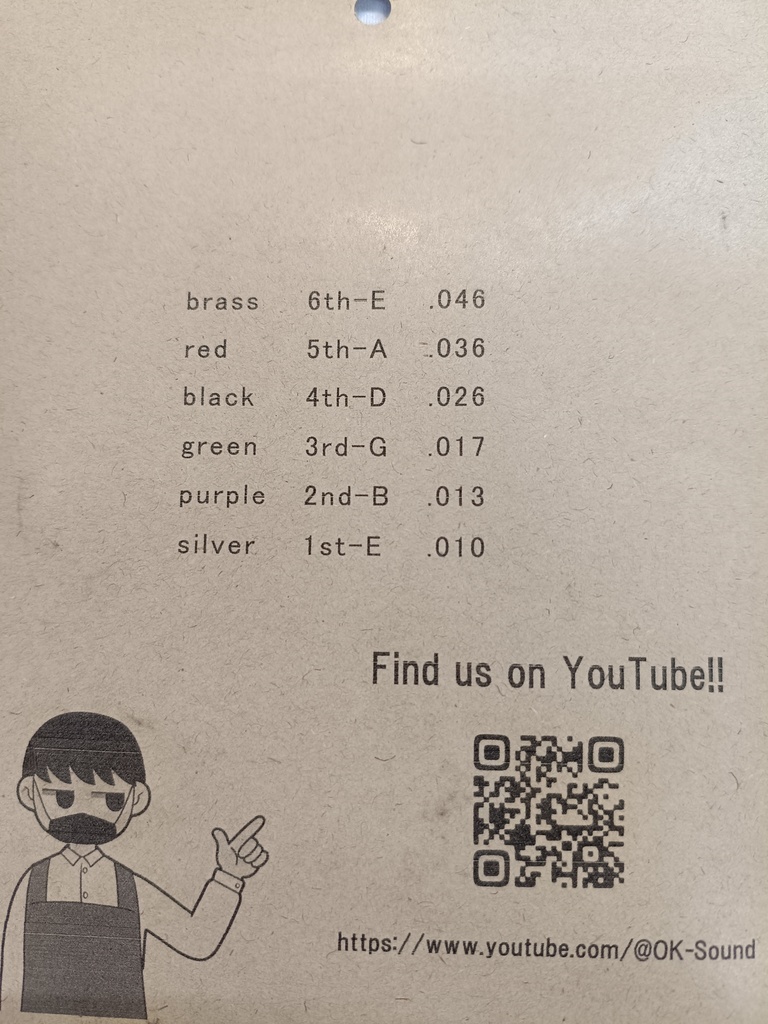 brass 6th-E .046
red 5th-A .036
black 4th-D .026
green 3rd-G .017
purple 2nd-B .013
silver 1st-E .010
Find us on YouTube!!
https://www.youtube.com/@OK-Sound